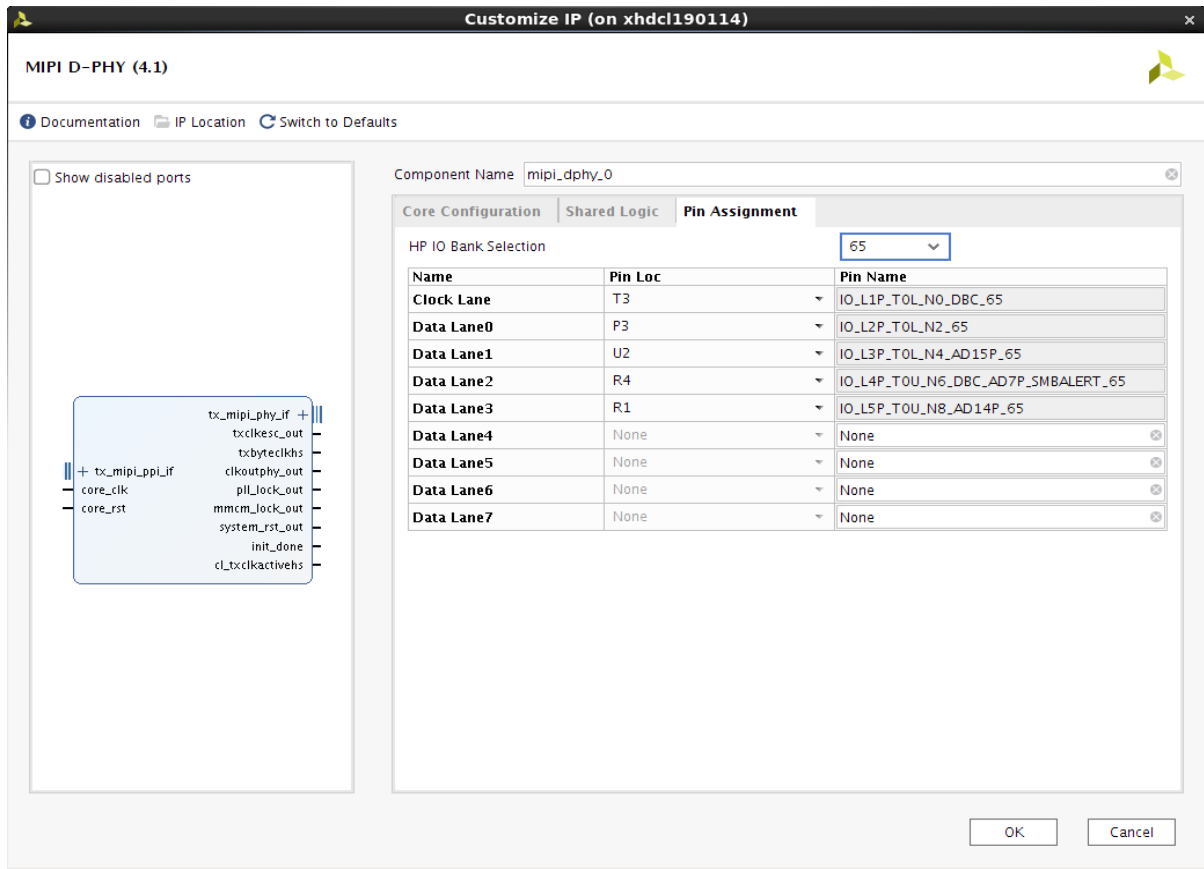 Customize IP (on xhdcl190114)
MIPI D-PHY (4.1)
Documentation IP Location Switch to Defaults
Show disabled ports
tx_mipi_phy_if
txclkesc_out
txbyteclkhs
tx_mipi_ppi_if clkoutphy_out
core_clk pll_lock_out
core_rst mmcm_lock_out
system_rst_out
init_done
cl_txclkactivehs
Component Name mipi_dphy_0
Core Configuration Shared Logic Pin Assignment
HP IO Bank Selection 65
Name Pin Loc Pin Name
Clock Lane T3 IO_L1P_T0L_N0_DBC_65
Data Lane0 P3 IO_L2P_T0L_N2_65
Data Lane1 U2 IO_L3P_T0L_N4_AD15P_65
Data Lane2 R4 IO_L4P_T0U_N6_DBC_AD7P_SMBALERT_65
Data Lane3 R1 IO_L5P_T0U_N8_AD14P_65
Data Lane4 None None
Data Lane5 None None
Data Lane6 None None
Data Lane7 None None
OK Cancel